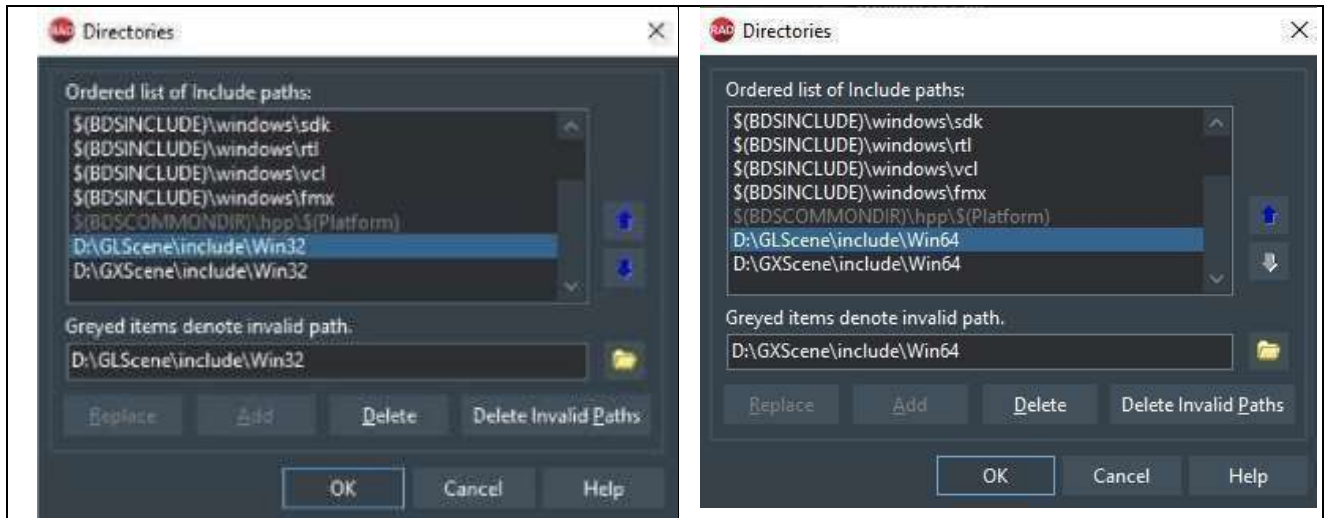 RAD Directories
Ordered list of Include paths:
$(BDSINCLUDE)\windows\sdk
$(BDSINCLUDE)\windows\rtl
$(BDSINCLUDE)\windows\vcl
$(BDSINCLUDE)\windows\fmx
$(BDSCOMMONDIR)\hpp\$(Platform)
D:\GLScene\include\Win32
D:\GXScene\include\Win32
Greyed items denote invalid path.
D:\GLScene\include\Win32
Replace Add Delete Delete Invalid Paths
OK Cancel Help
RAD Directories
Ordered list of Include paths:
$(BDSINCLUDE)\windows\sdk
$(BDSINCLUDE)\windows\rtl
$(BDSINCLUDE)\windows\vcl
$(BDSINCLUDE)\windows\fmx
$(BDSCOMMONDIR)\hpp\$(Platform)
D:\GLScene\include\Win64
D:\GXScene\include\Win64
Greyed items denote invalid path.
D:\GXScene\include\Win64
Replace Add Delete Delete Invalid Paths
OK Cancel Help